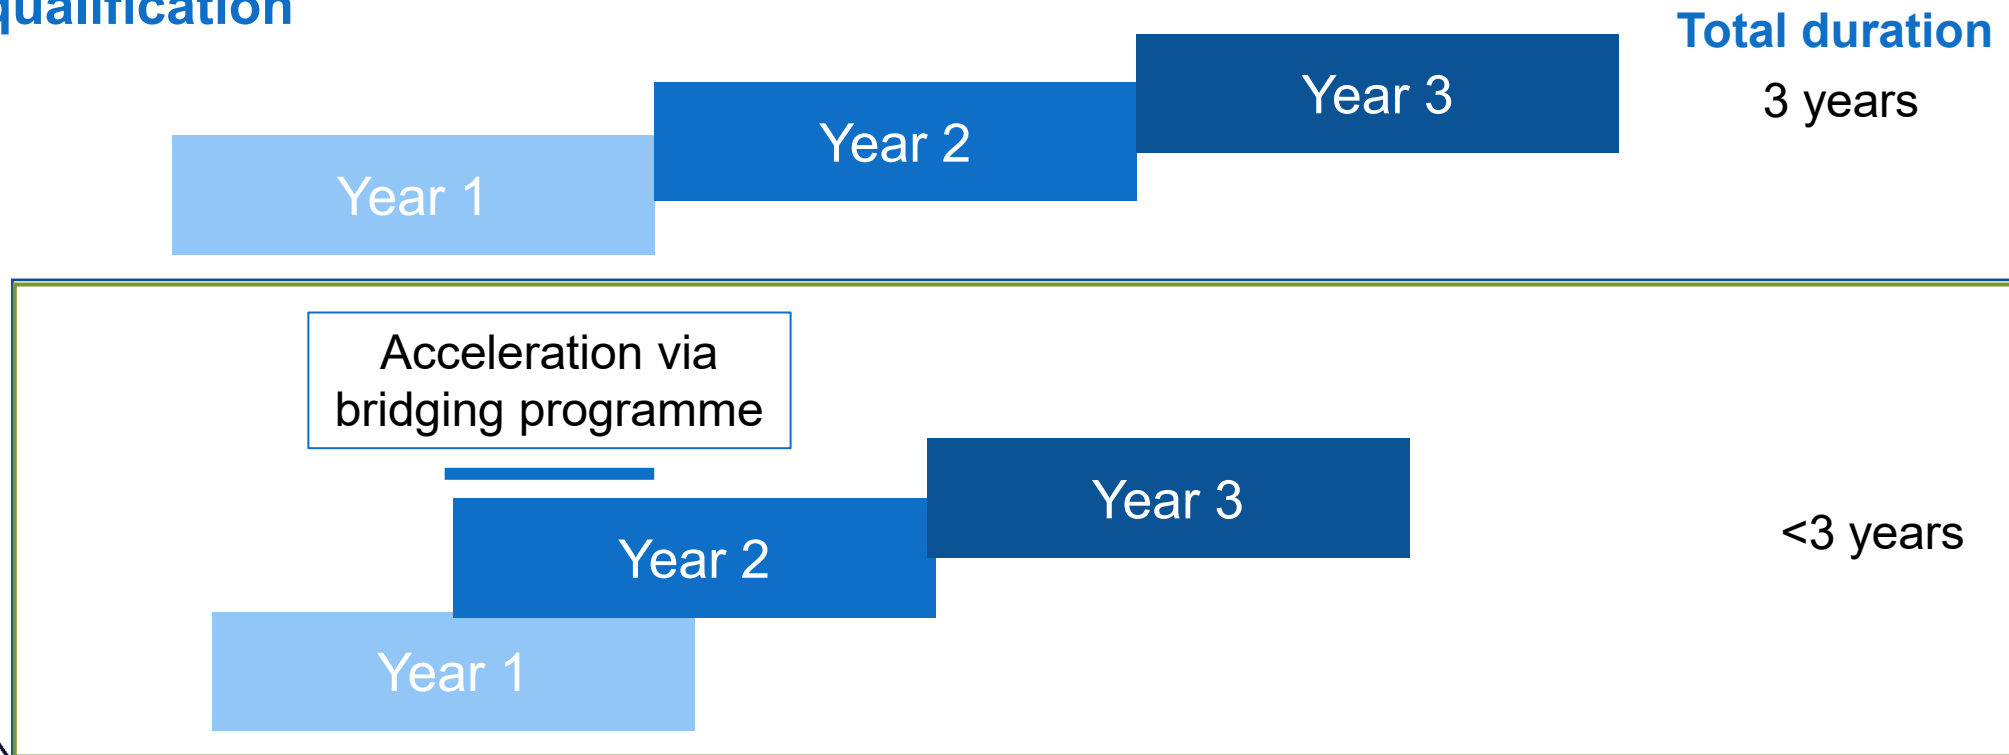 qualification
Total duration
Year 3
3 years
Year 2
Year 1
Acceleration via
bridging programme
Year 3
<3 years
Year 2
Year 1